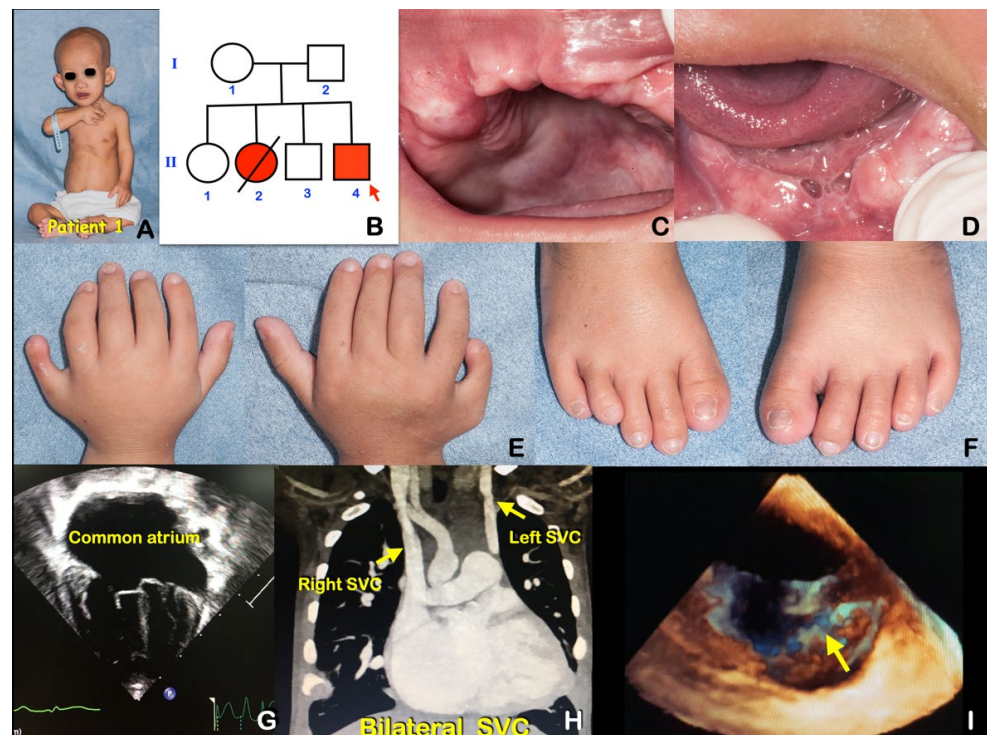 Patient 1
A
I
1
2
II
1
2
3
4
B
C
D
E
F
Common atrium
G
Right SVC
Left SVC
Bilateral SVC
H
I